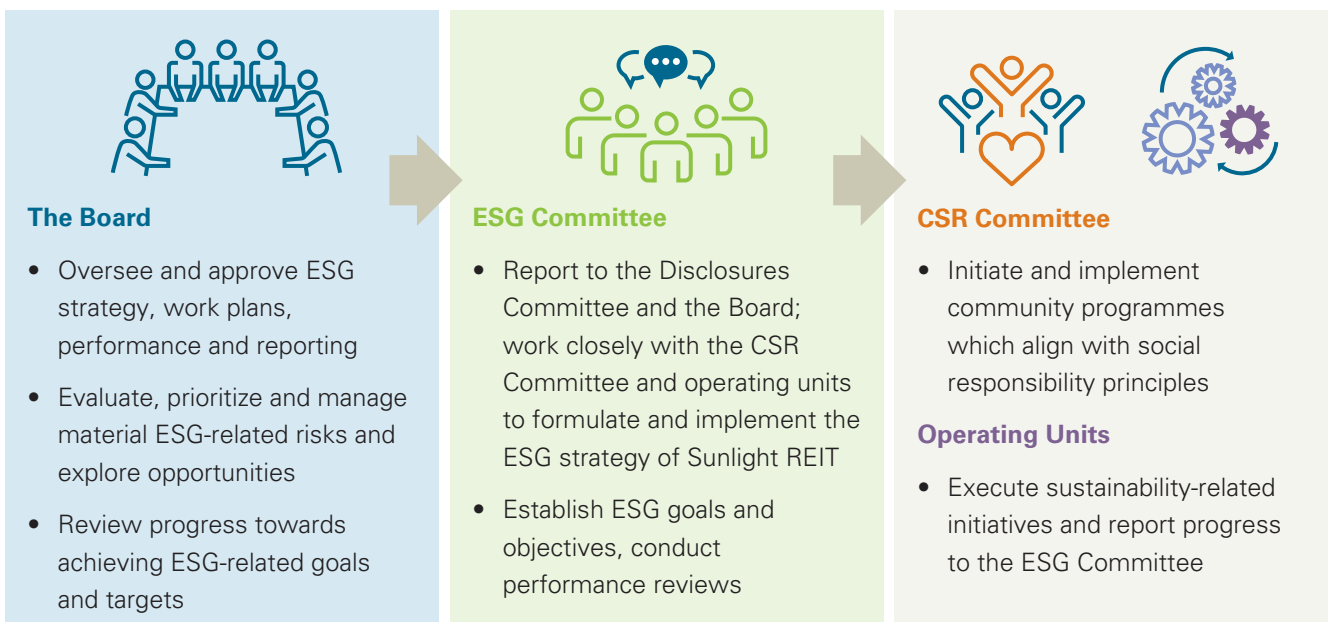 The Board
• Oversee and approve ESG
strategy, work plans,
performance and reporting
• Evaluate, prioritize and manage
material ESG-related risks and
explore opportunities
• Review progress towards
achieving ESG-related goals
and targets
ESG Committee
• Report to the Disclosures
Committee and the Board;
work closely with the CSR
Committee and operating units
to formulate and implement the
ESG strategy of Sunlight REIT
• Establish ESG goals and
objectives, conduct
performance reviews
CSR Committee
• Initiate and implement
community programmes
which align with social
responsibility principles
Operating Units
• Execute sustainability-related
initiatives and report progress
to the ESG Committee